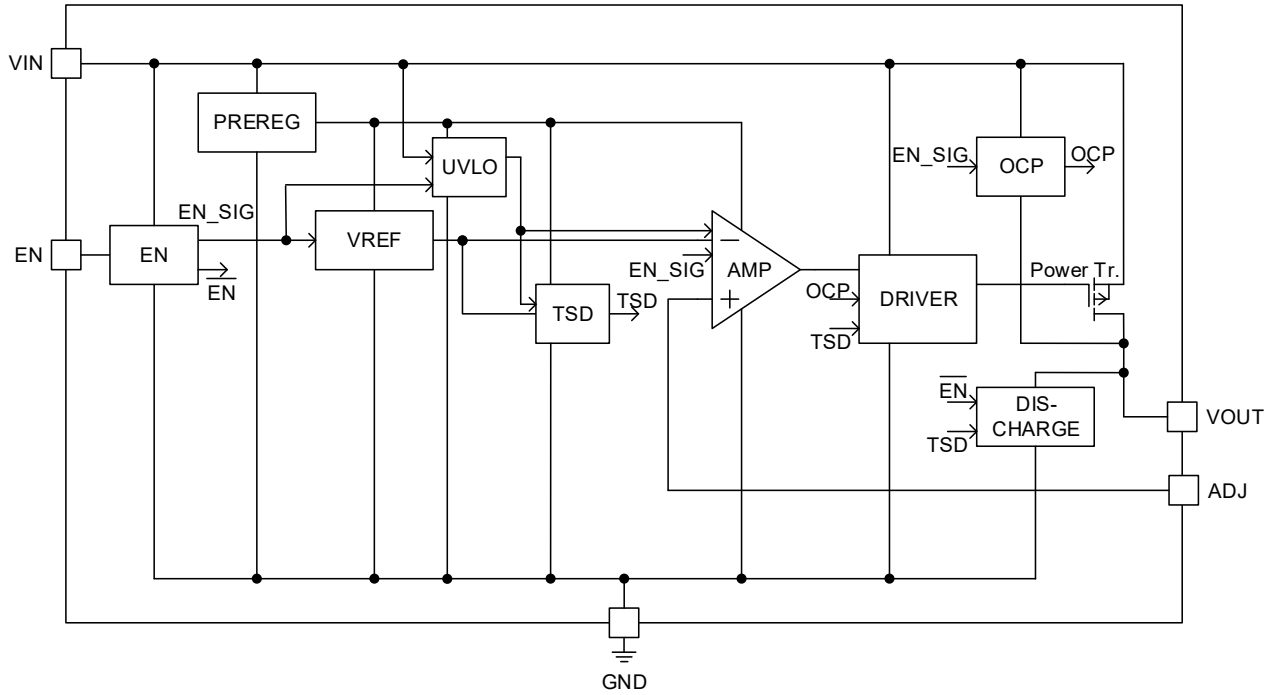 VIN
PREREG
UVLO
EN_SIG
OCP
OCP
EN_SIG
EN
EN
EN
VREF
EN_SIG
AMP
−
+
Power Tr.
TSD
TSD
OCP
TSD
DRIVER
EN
TSD
DIS-
CHARGE
VOUT
ADJ
GND